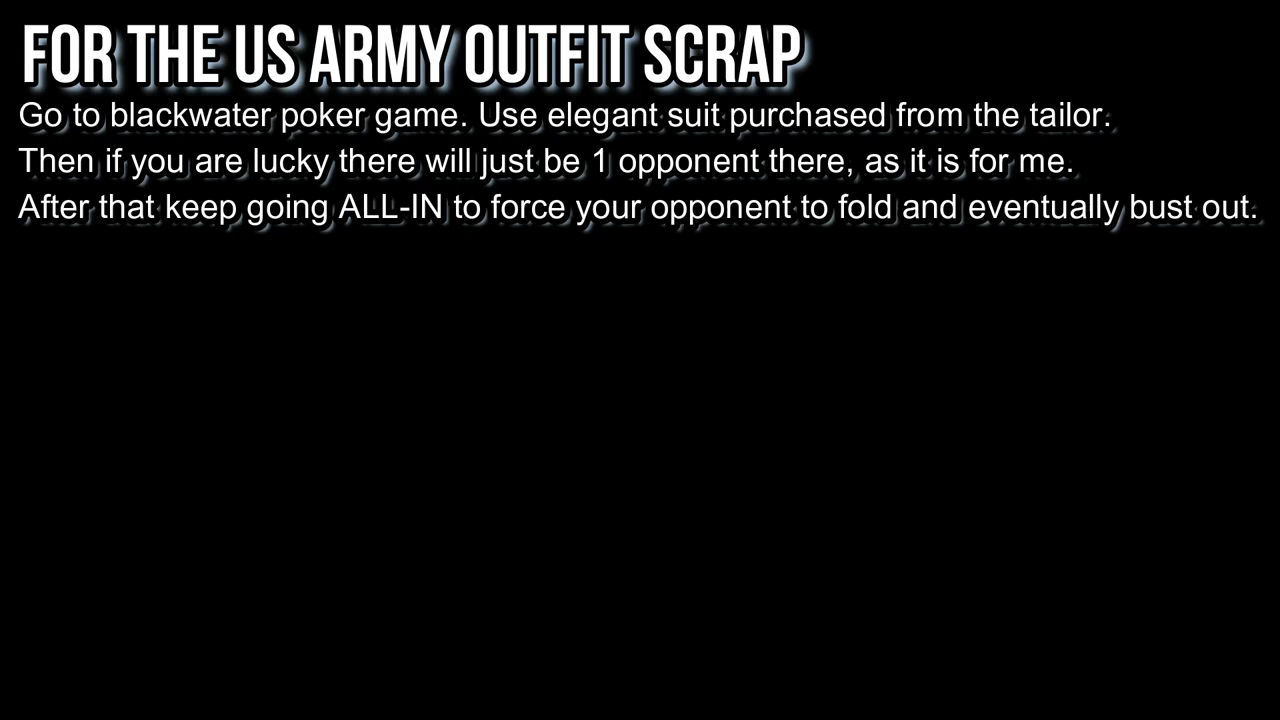 FOR THE US ARMY OUTFIT SCRAP
Go to blackwater poker game. Use elegant suit purchased from the tailor.
Then if you are lucky there will just be 1 opponent there, as it is for me.
After that keep going ALL-IN to force your opponent to fold and eventually bust out.